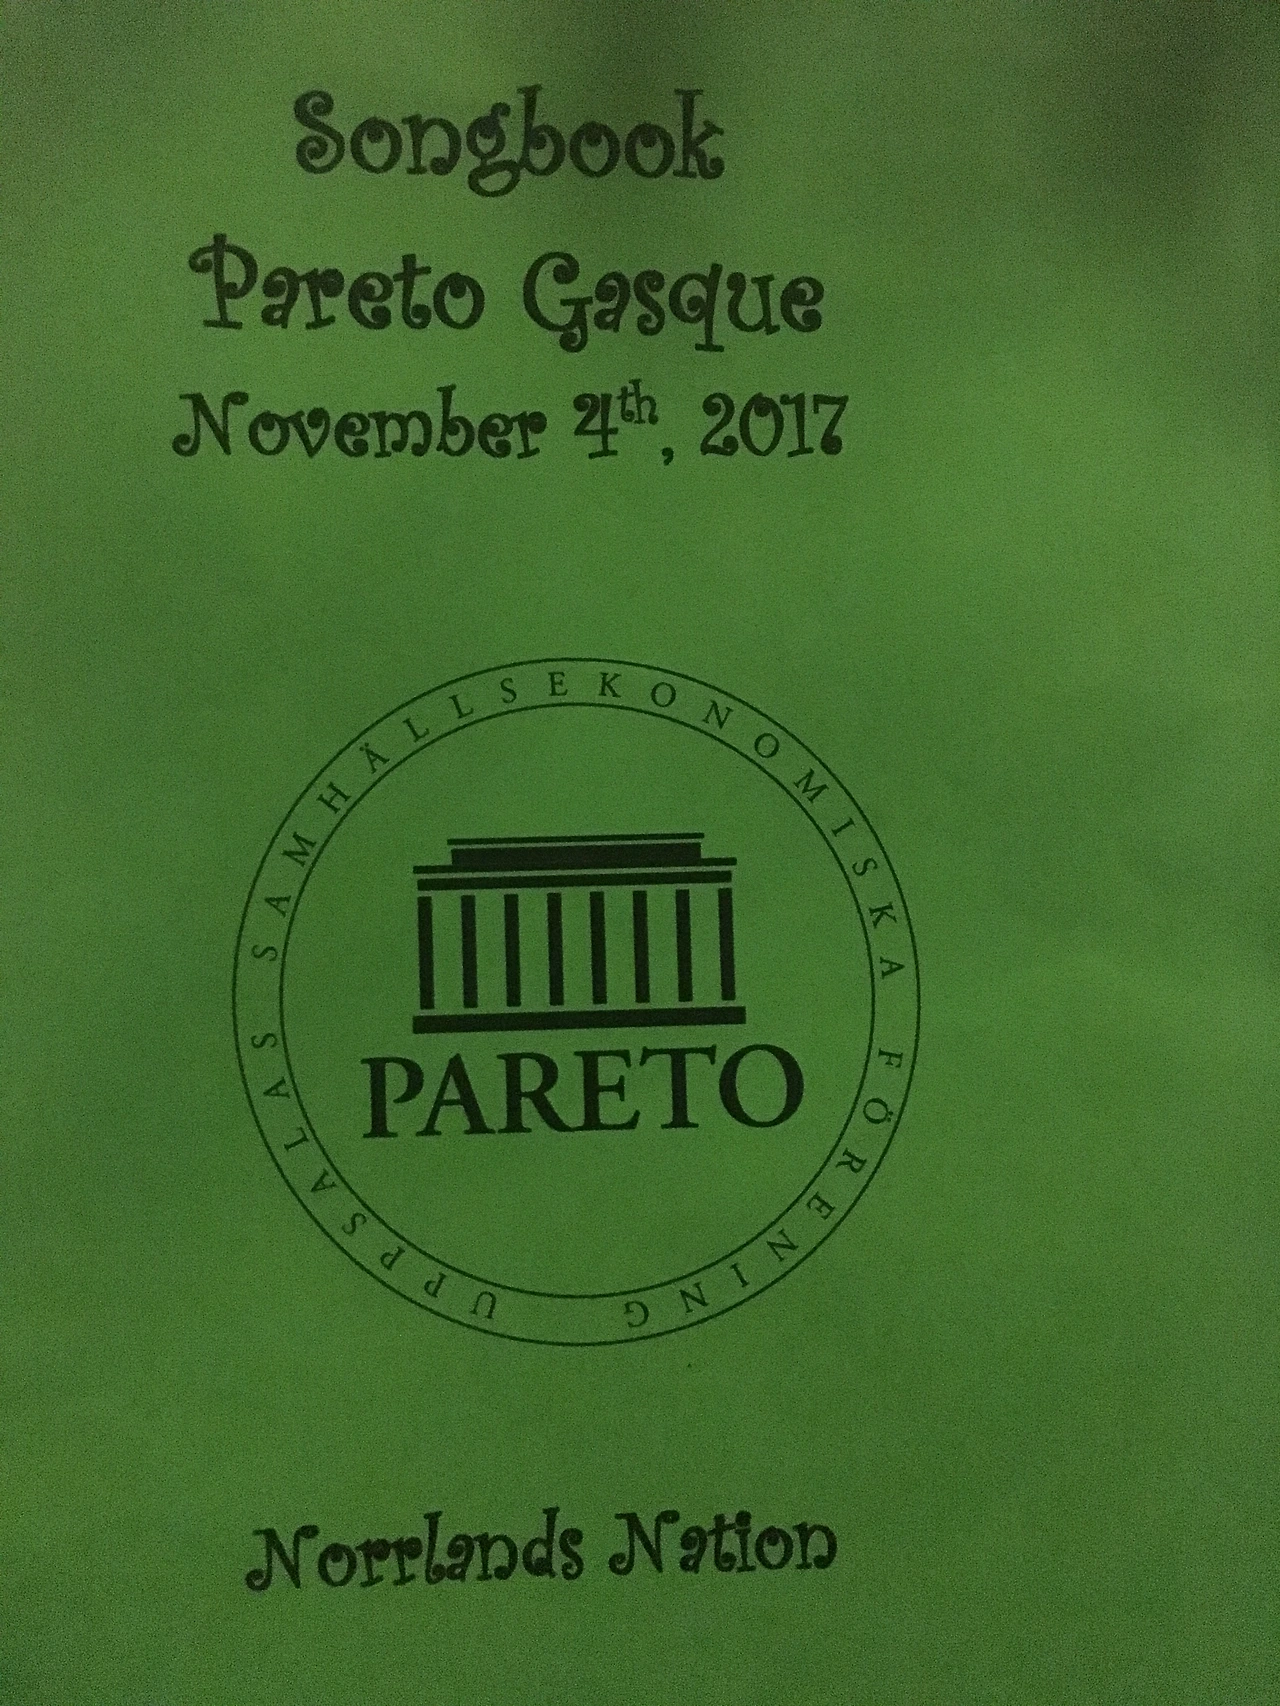 Songbook
Pareto Gasque
November 4th, 2017
UPPSALAS SAMHÄLLSEKONOMISKA FÖRENING
PARETO
Norrlands Nation